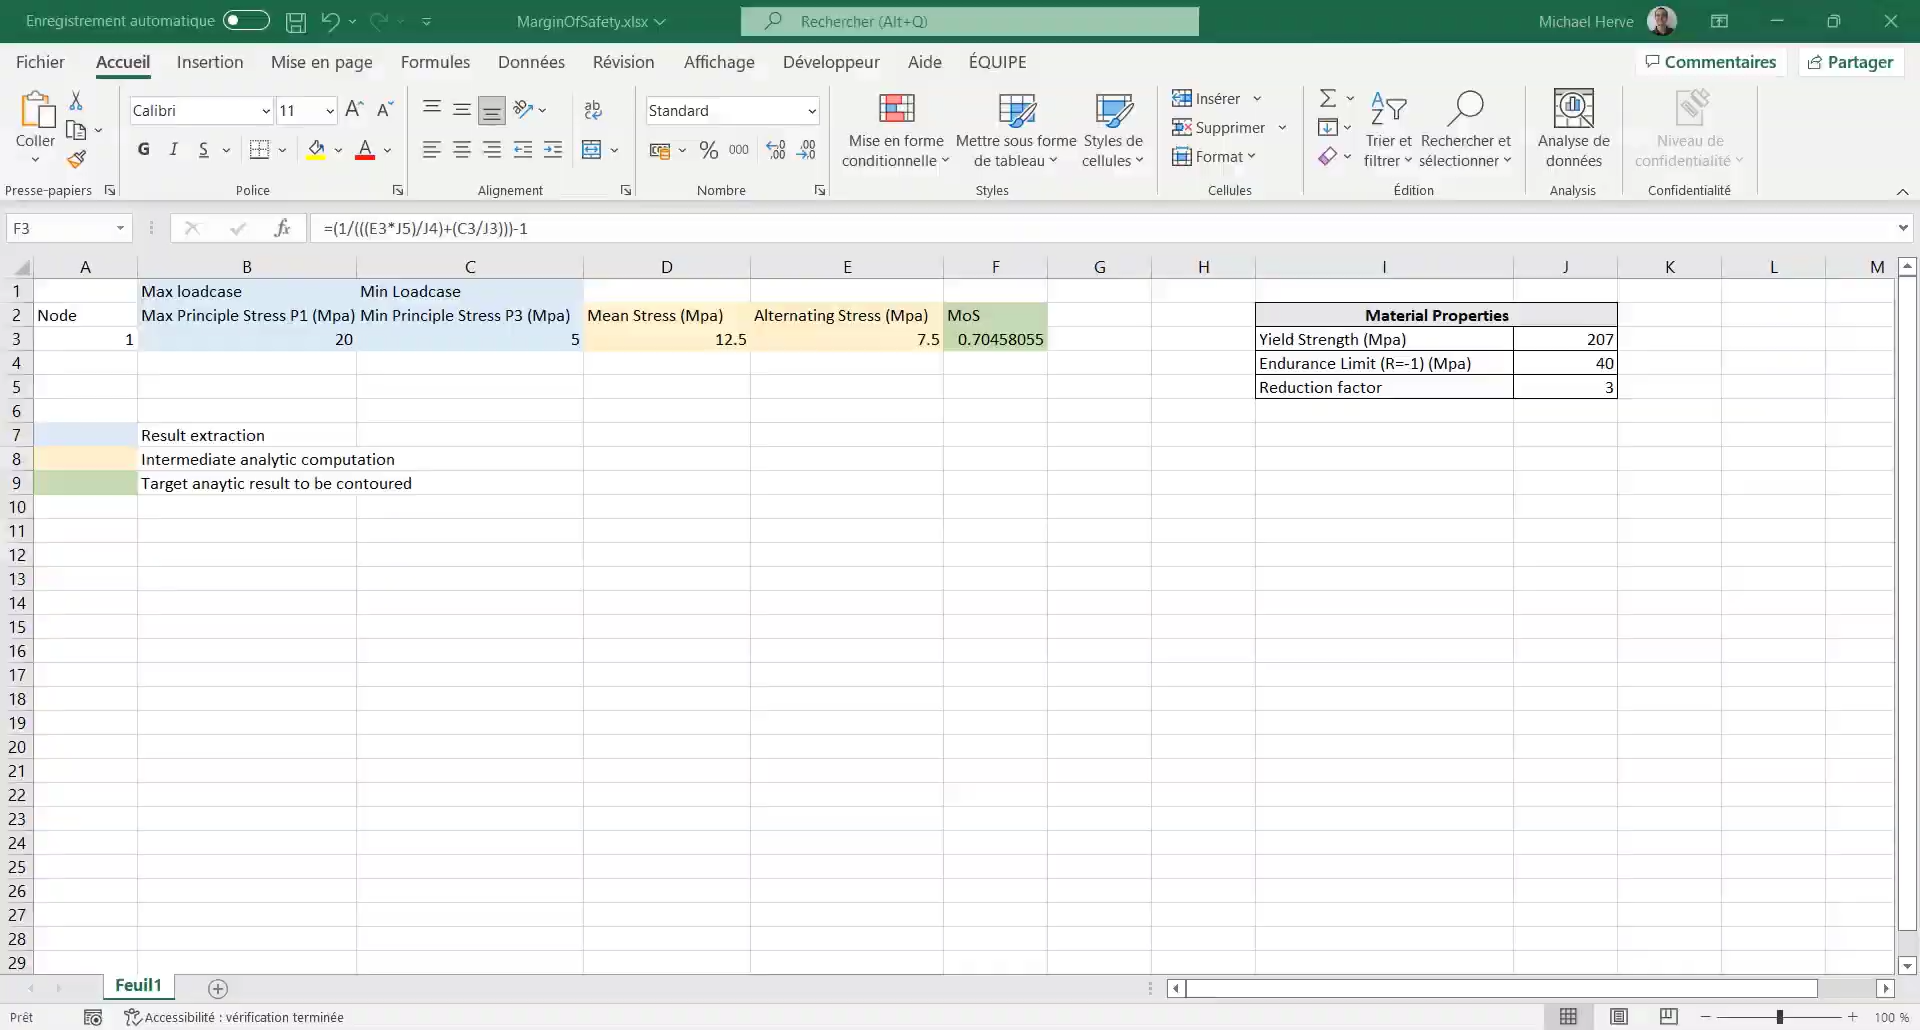 Enregistrement automatique MarginOfSafety.xlsx Rechercher (Alt+Q) Michael Herve
Fichier Accueil Insertion Mise en page Formules Données Révision Affichage Développeur Aide ÉQUIPE Commentaires Partager
Coller
Presse-papiers
Calibri 11
G I S
Police
ab
Alignement
Standard
% 000
Nombre
Mise en forme
conditionnelle
Mettre sous forme
de tableau
Styles de
cellules
Styles
Insérer
Supprimer
Format
Cellules
Trier et
filtrer
Rechercher et
sélectionner
Édition
Analyse de
données
Analysis
Niveau de
confidentialité
Confidentialité
F3 fx =(1/(((E3*J5)/J4)+(C3/J3)))-1
A B C D E F G H I J K L M
1 Max loadcase Min Loadcase
2 Node Max Principle Stress P1 (Mpa) Min Principle Stress P3 (Mpa) Mean Stress (Mpa) Alternating Stress (Mpa) MoS Material Properties
3 1 20 5 12.5 7.5 0.70458055 Yield Strength (Mpa) 207
4 Endurance Limit (R=-1) (Mpa) 40
5 Reduction factor 3
6
7 Result extraction
8 Intermediate analytic computation
9 Target anaytic result to be contoured
10
11
12
13
14
15
16
17
18
19
20
21
22
23
24
25
26
27
28
29
Feuil1
Prêt Accessibilité : vérification terminée 100 %